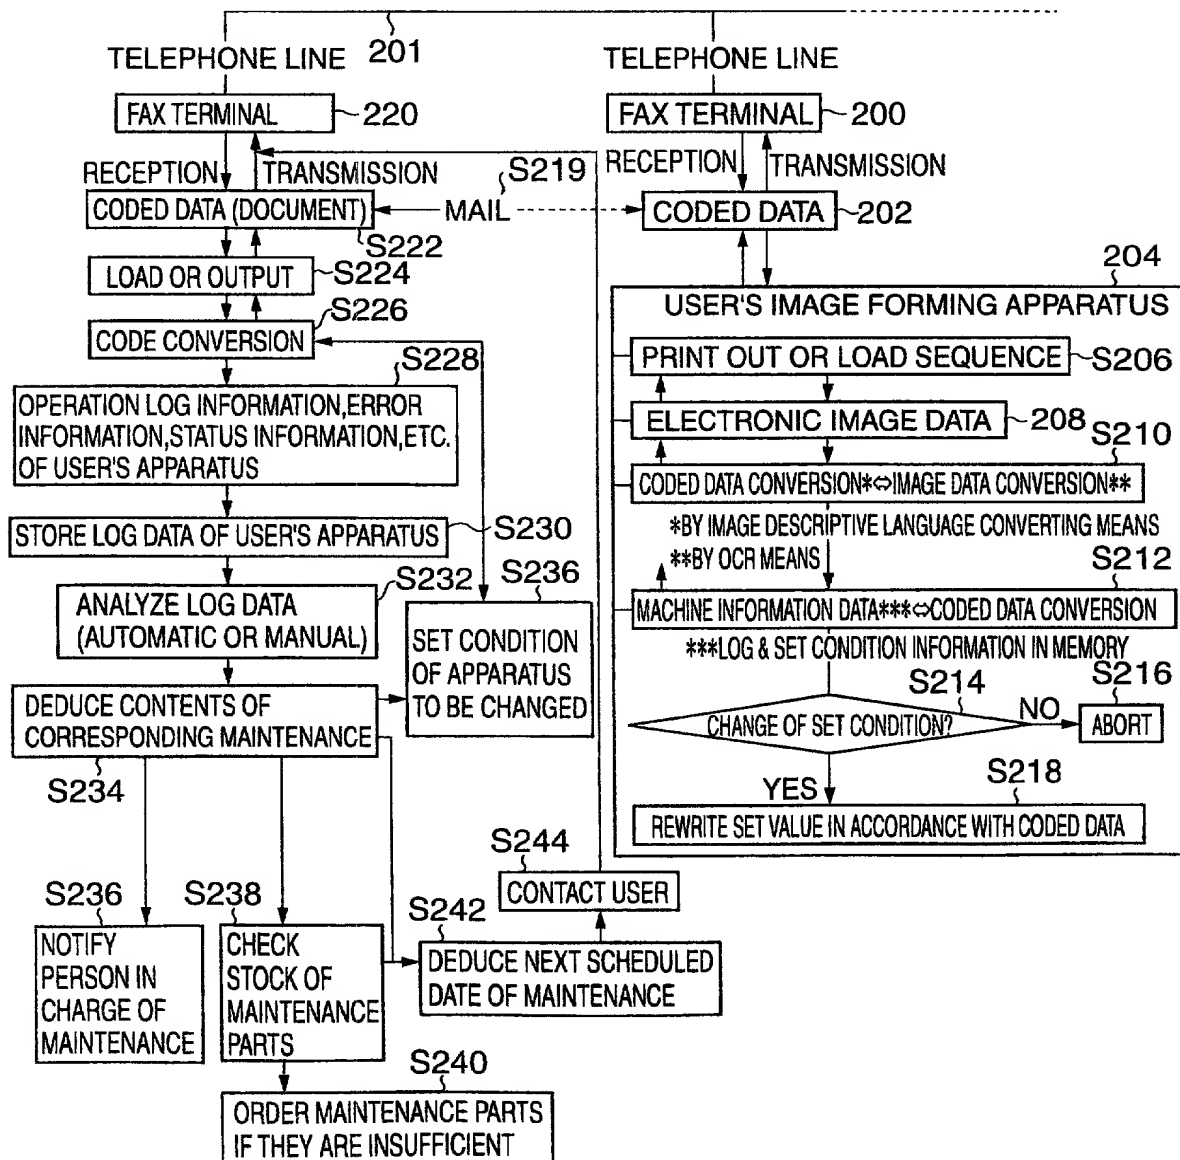 201
TELEPHONE LINE
FAX TERMINAL
220
RECEPTION
TRANSMISSION
S219
CODED DATA (DOCUMENT)
MAIL
S222
LOAD OR OUTPUT
S224
S226
CODE CONVERSION
S228
OPERATION LOG INFORMATION,ERROR
INFORMATION,STATUS INFORMATION,ETC.
OF USER'S APPARATUS
S230
STORE LOG DATA OF USER'S APPARATUS
S232
ANALYZE LOG DATA
(AUTOMATIC OR MANUAL)
S236
SET CONDITION
OF APPARATUS
TO BE CHANGED
DEDUCE CONTENTS OF
CORRESPONDING MAINTENANCE
S234
S236
NOTIFY
PERSON IN
CHARGE OF
MAINTENANCE
S238
CHECK
STOCK OF
MAINTENANCE
PARTS
S240
ORDER MAINTENANCE PARTS
IF THEY ARE INSUFFICIENT
S242
DEDUCE NEXT SCHEDULED
DATE OF MAINTENANCE
S244
CONTACT USER
TELEPHONE LINE
FAX TERMINAL
200
RECEPTION
TRANSMISSION
CODED DATA
202
204
USER'S IMAGE FORMING APPARATUS
PRINT OUT OR LOAD SEQUENCE
S206
ELECTRONIC IMAGE DATA
208
S210
CODED DATA CONVERSION*⇔IMAGE DATA CONVERSION**
*BY IMAGE DESCRIPTIVE LANGUAGE CONVERTING MEANS
**BY OCR MEANS
S212
MACHINE INFORMATION DATA***⇔CODED DATA CONVERSION
***LOG & SET CONDITION INFORMATION IN MEMORY
S214
CHANGE OF SET CONDITION?
NO
S216
ABORT
YES
S218
REWRITE SET VALUE IN ACCORDANCE WITH CODED DATA